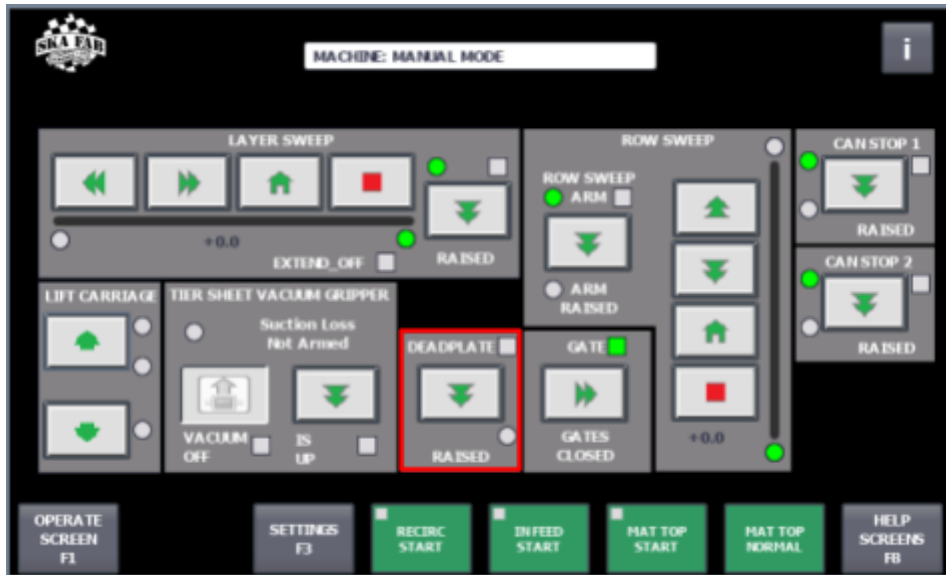 SKA FAB
MACHINE: MANUAL MODE
i
LAYER SWEEP
+0.0
EXTEND_OFF
RAISED
ROW SWEEP
ROW SWEEP
ARM
ARM
RAISED
+0.0
CAN STOP 1
RAISED
CAN STOP 2
RAISED
LIFT CARRIAGE
TIER SHEET VACUUM GRIPPER
Suction Loss
Not Armed
VACUUM
OFF
IS
UP
DEADPLATE
RAISED
GATE
GATES
CLOSED
OPERATE
SCREEN
F1
SETTINGS
F3
RECIRC
START
INFEED
START
MAT TOP
START
MAT TOP
NORMAL
HELP
SCREENS
F8